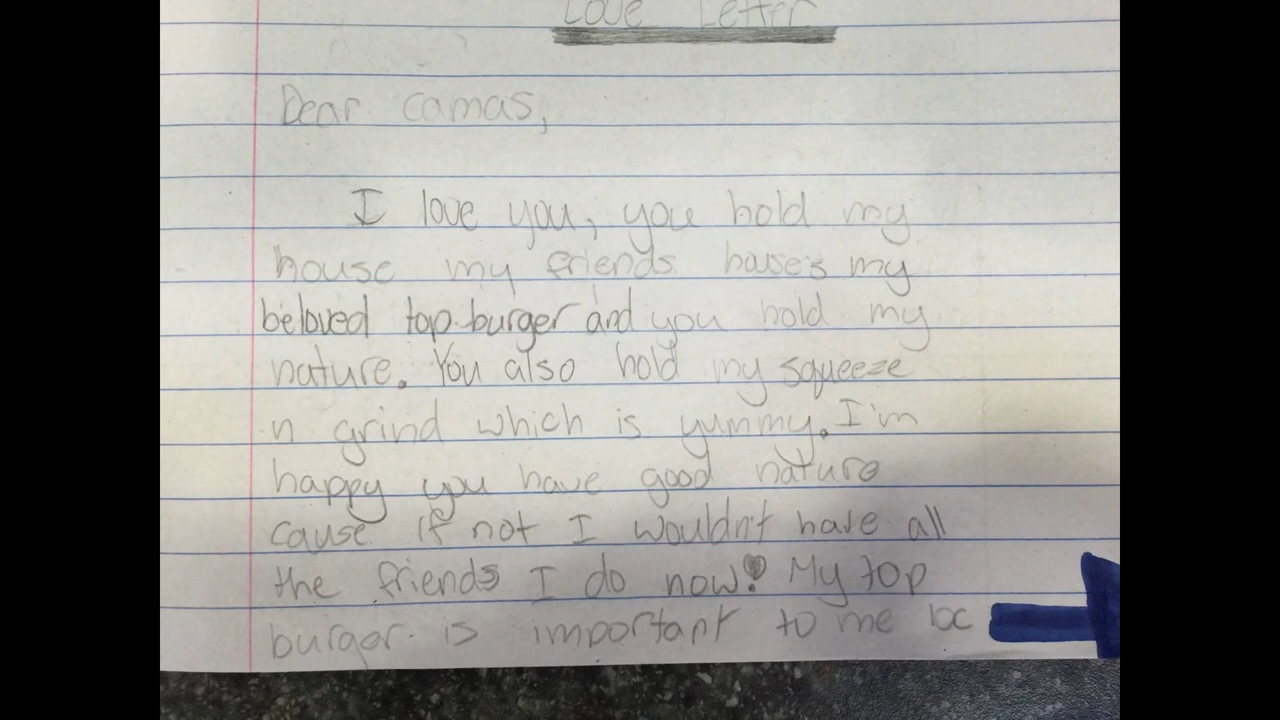 Love Letter
Dear camas,
I love you, you hold my
house my friends house's my
beloved top burger and you hold my
nature. You also hold my squeeze
n grind which is yummy. I'm
happy you have good nature
cause if not I wouldn't have all
the friends I do now! My top
burger is important to me bc